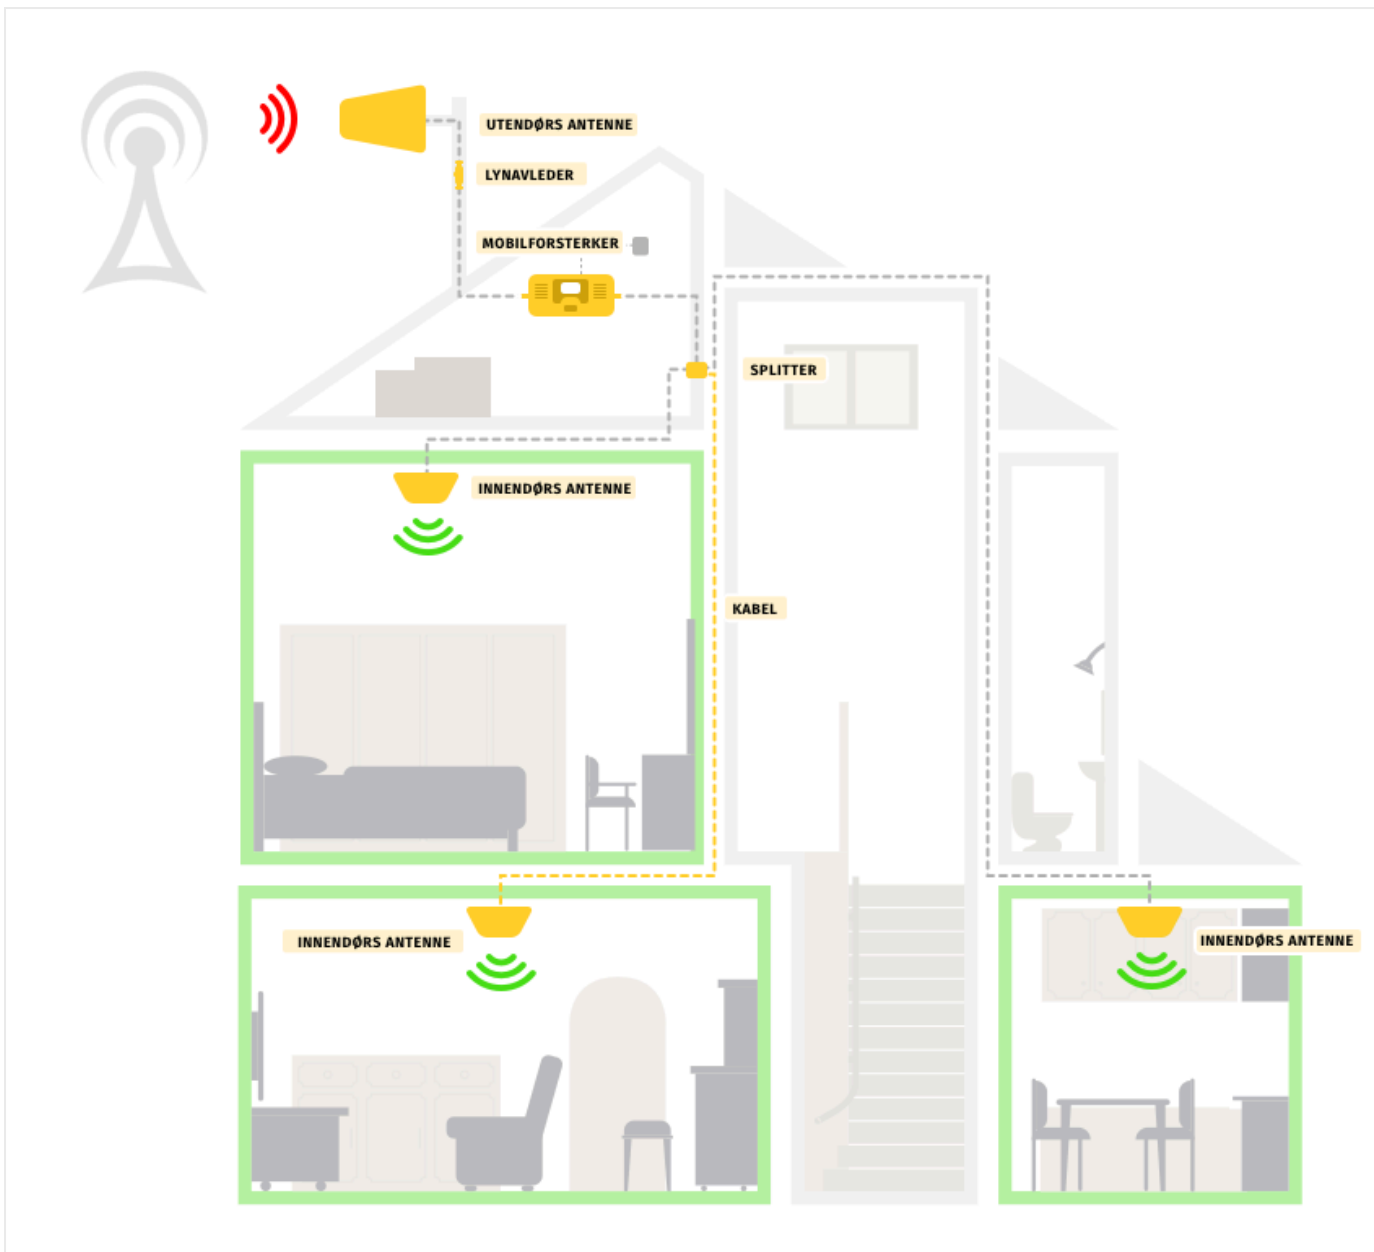 UTENDØRS ANTENNE
LYNAVLEDER
MOBILFORSTERKER
SPLITTER
INNENDØRS ANTENNE
KABEL
INNENDØRS ANTENNE
INNENDØRS ANTENNE